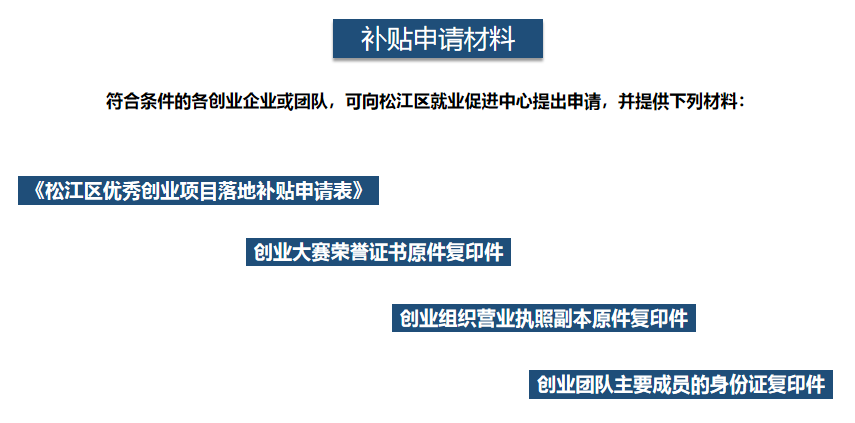 补贴申请材料
符合条件的各创业企业或团队，可向松江区就业促进中心提出申请，并提供下列材料：
《松江区优秀创业项目落地补贴申请表》
创业大赛荣誉证书原件复印件
创业组织营业执照副本原件复印件
创业团队主要成员的身份证复印件